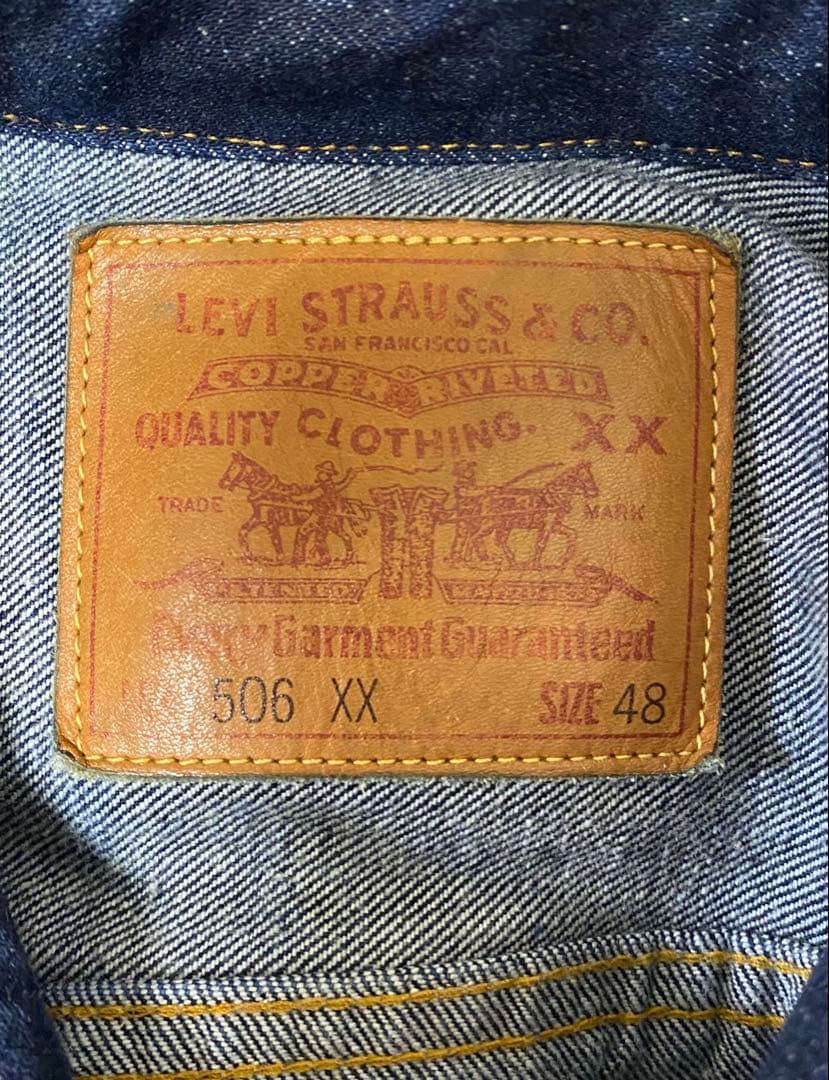 LEVI STRAUSS & CO.
SAN FRANCISCO CAL
COPPER RIVETED
QUALITY CLOTHING. XX
TRADE MARK
PATENTED
Every Garment Guaranteed
506 XX SIZE 48